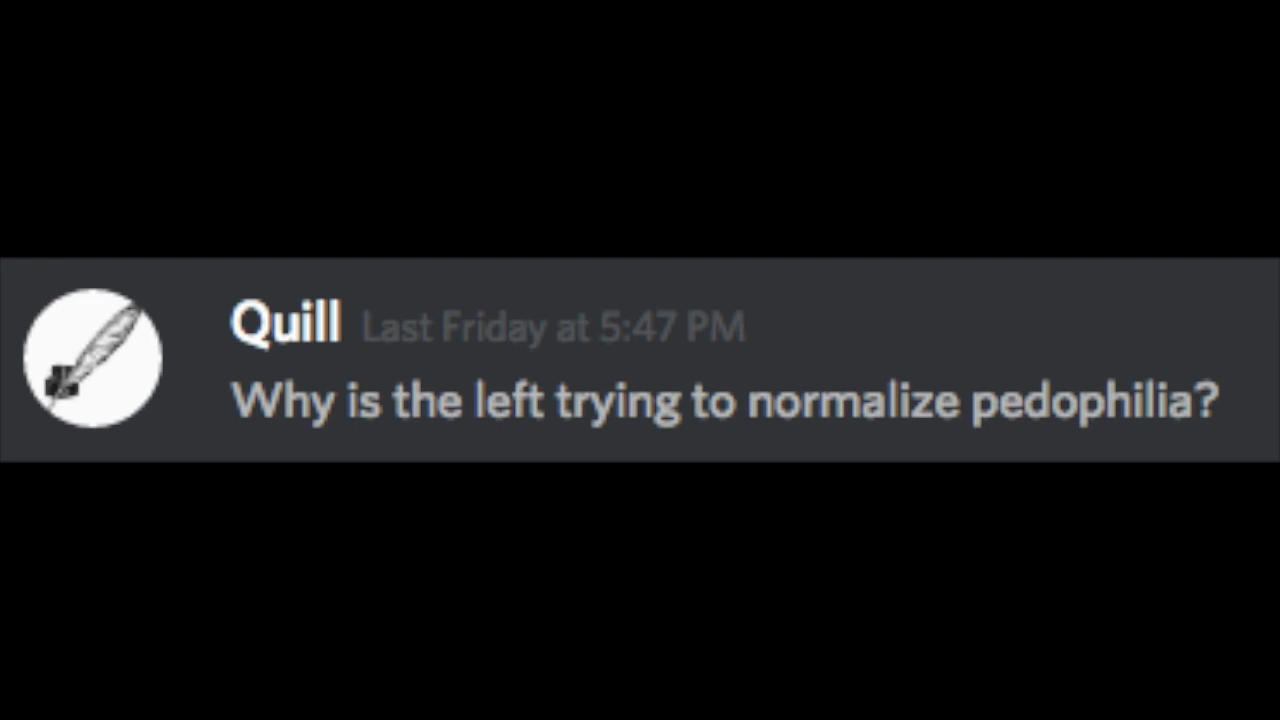 Quill Last Friday at 5:47 PM
Why is the left trying to normalize pedophilia?